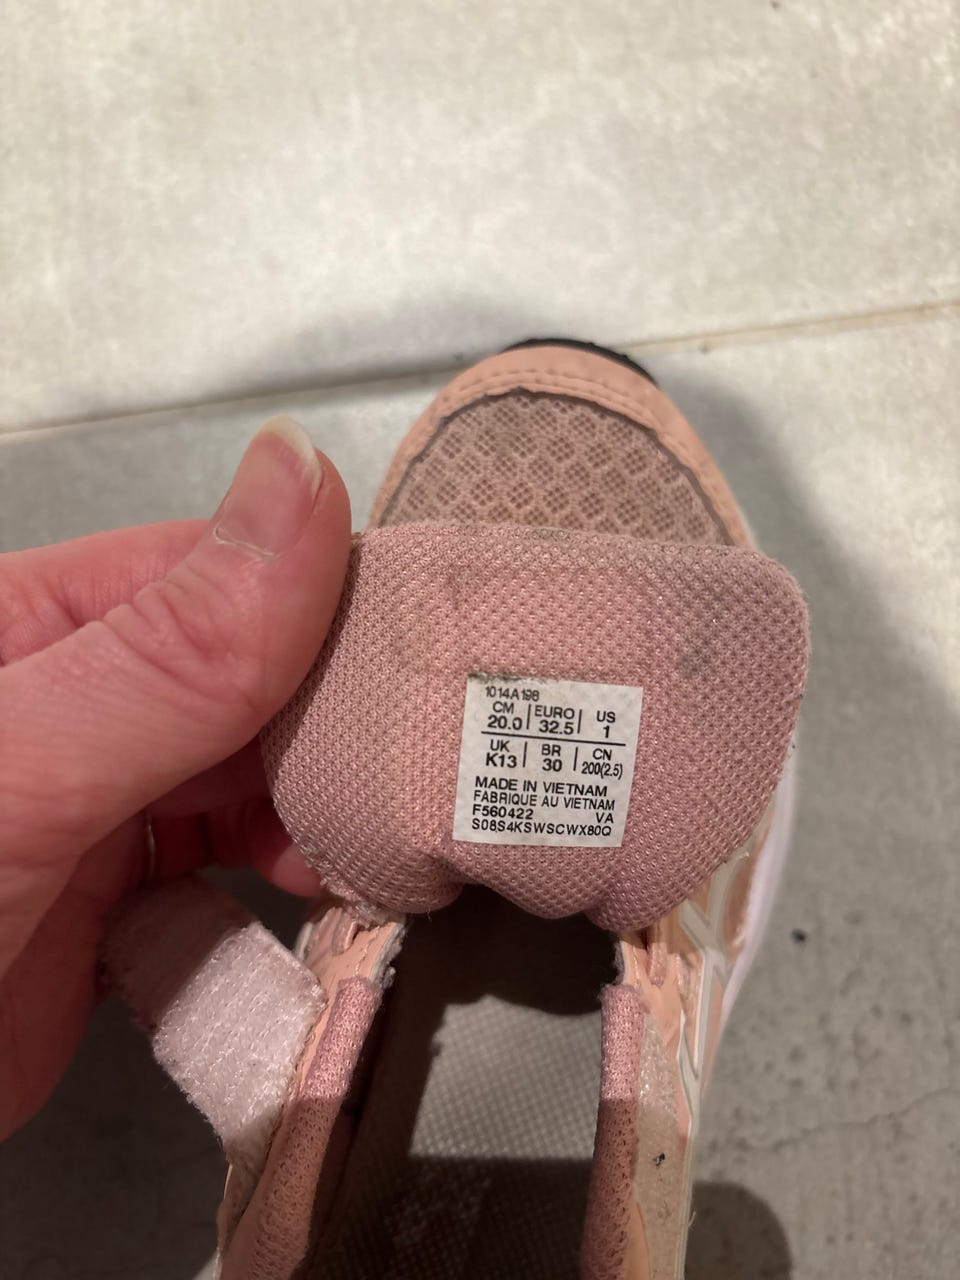 1014A198
CM EURO US
20.0 32.5 1
UK BR CN
K13 30 200(2.5)
MADE IN VIETNAM
FABRIQUE AU VIETNAM
F560422 VA
S08S4KSWSCWX80Q